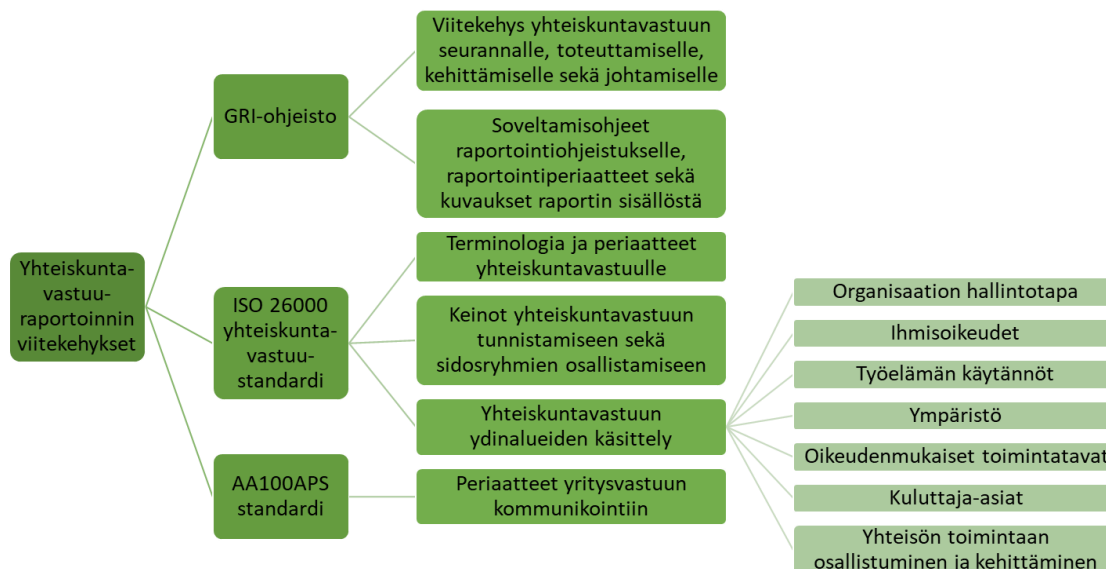 Yhteiskunta-
vastuu-
raportoinnin
viitekehykset
GRI-ohjeisto
Viitekehys yhteiskuntavastuun
seurannalle, toteuttamiselle,
kehittämiselle sekä johtamiselle
Soveltamisohjeet
raportointiohjeistukselle,
raportointiperiaatteet sekä
kuvaukset raportin sisällöstä
ISO 26000
yhteiskunta-
vastuu-
standardi
Terminologia ja periaatteet
yhteiskuntavastuulle
Keinot yhteiskuntavastuun
tunnistamiseen sekä
sidosryhmien osallistamiseen
Yhteiskuntavastuun
ydinalueiden käsittely
Organisaation hallintotapa
Ihmisoikeudet
Työelämän käytännöt
Ympäristö
Oikeudenmukaiset toimintatavat
Kuluttaja-asiat
Yhteisön toimintaan
osallistuminen ja kehittäminen
AA100APS
standardi
Periaatteet yritysvastuun
kommunikointiin